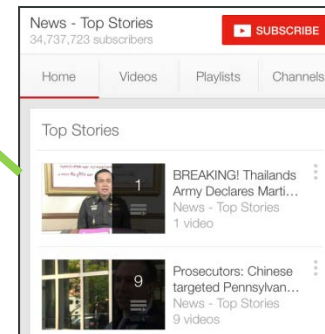 News - Top Stories
34,737,723 subscribers
SUBSCRIBE
Home Videos Playlists Channels
Top Stories
1
BREAKING! Thailands
Army Declares Marti...
News - Top Stories
1 video
9
Prosecutors: Chinese
targeted Pennsylvan...
News - Top Stories
9 videos